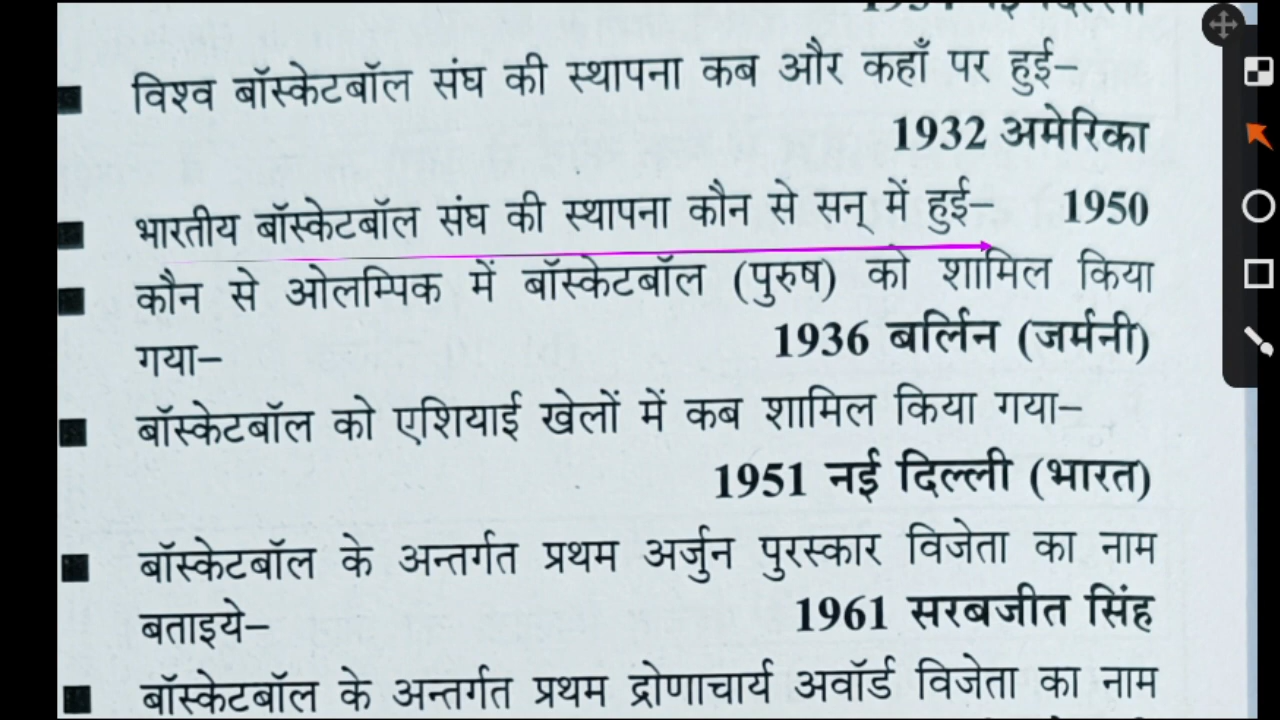 विश्व बॉस्केटबॉल संघ की स्थापना कब और कहाँ पर हुई–
1932 अमेरिका
भारतीय बॉस्केटबॉल संघ की स्थापना कौन से सन् में हुई– 1950
कौन से ओलम्पिक में बॉस्केटबॉल (पुरुष) को शामिल किया
गया– 1936 बर्लिन (जर्मनी)
बॉस्केटबॉल को एशियाई खेलों में कब शामिल किया गया–
1951 नई दिल्ली (भारत)
बॉस्केटबॉल के अन्तर्गत प्रथम अर्जुन पुरस्कार विजेता का नाम
बताइये– 1961 सरबजीत सिंह
बॉस्केटबॉल के अन्तर्गत प्रथम द्रोणाचार्य अवॉर्ड विजेता का नाम